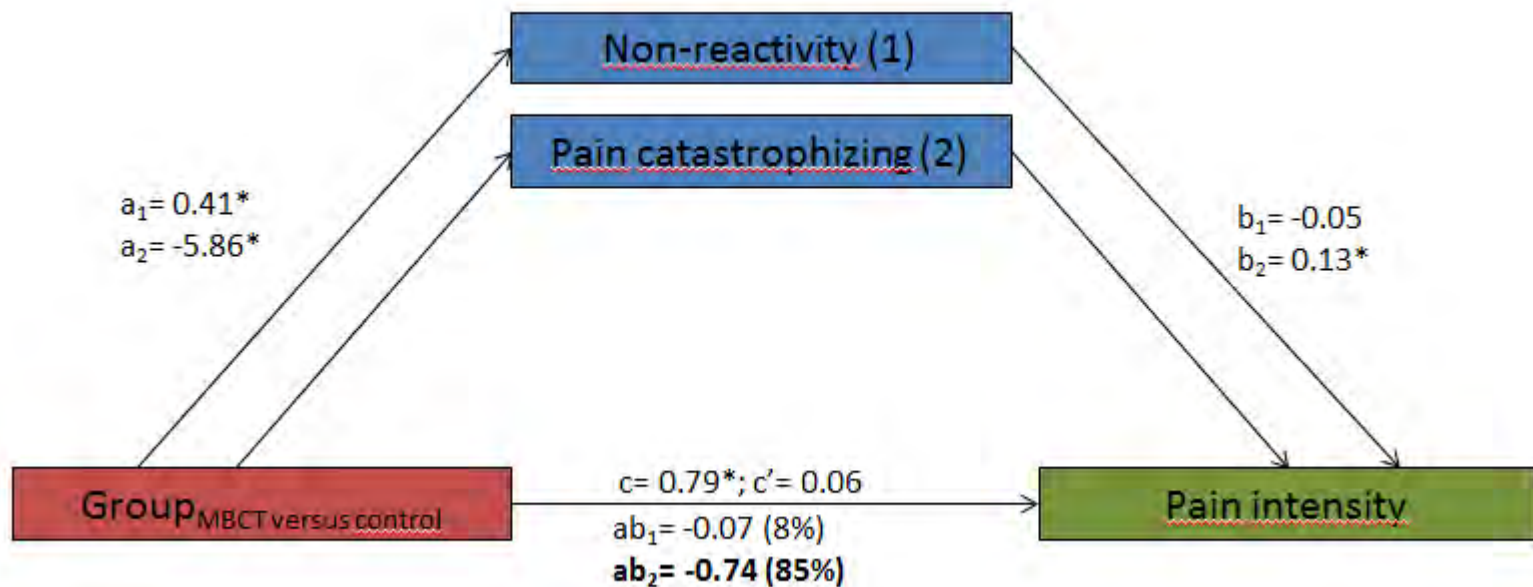 Non-reactivity (1)
Pain catastrophizing (2)
a₁= 0.41*
a₂= -5.86*
b₁= -0.05
b₂= 0.13*
Group MBCT versus control
c= 0.79*; c’= 0.06
ab₁= -0.07 (8%)
ab₂= -0.74 (85%)
Pain intensity